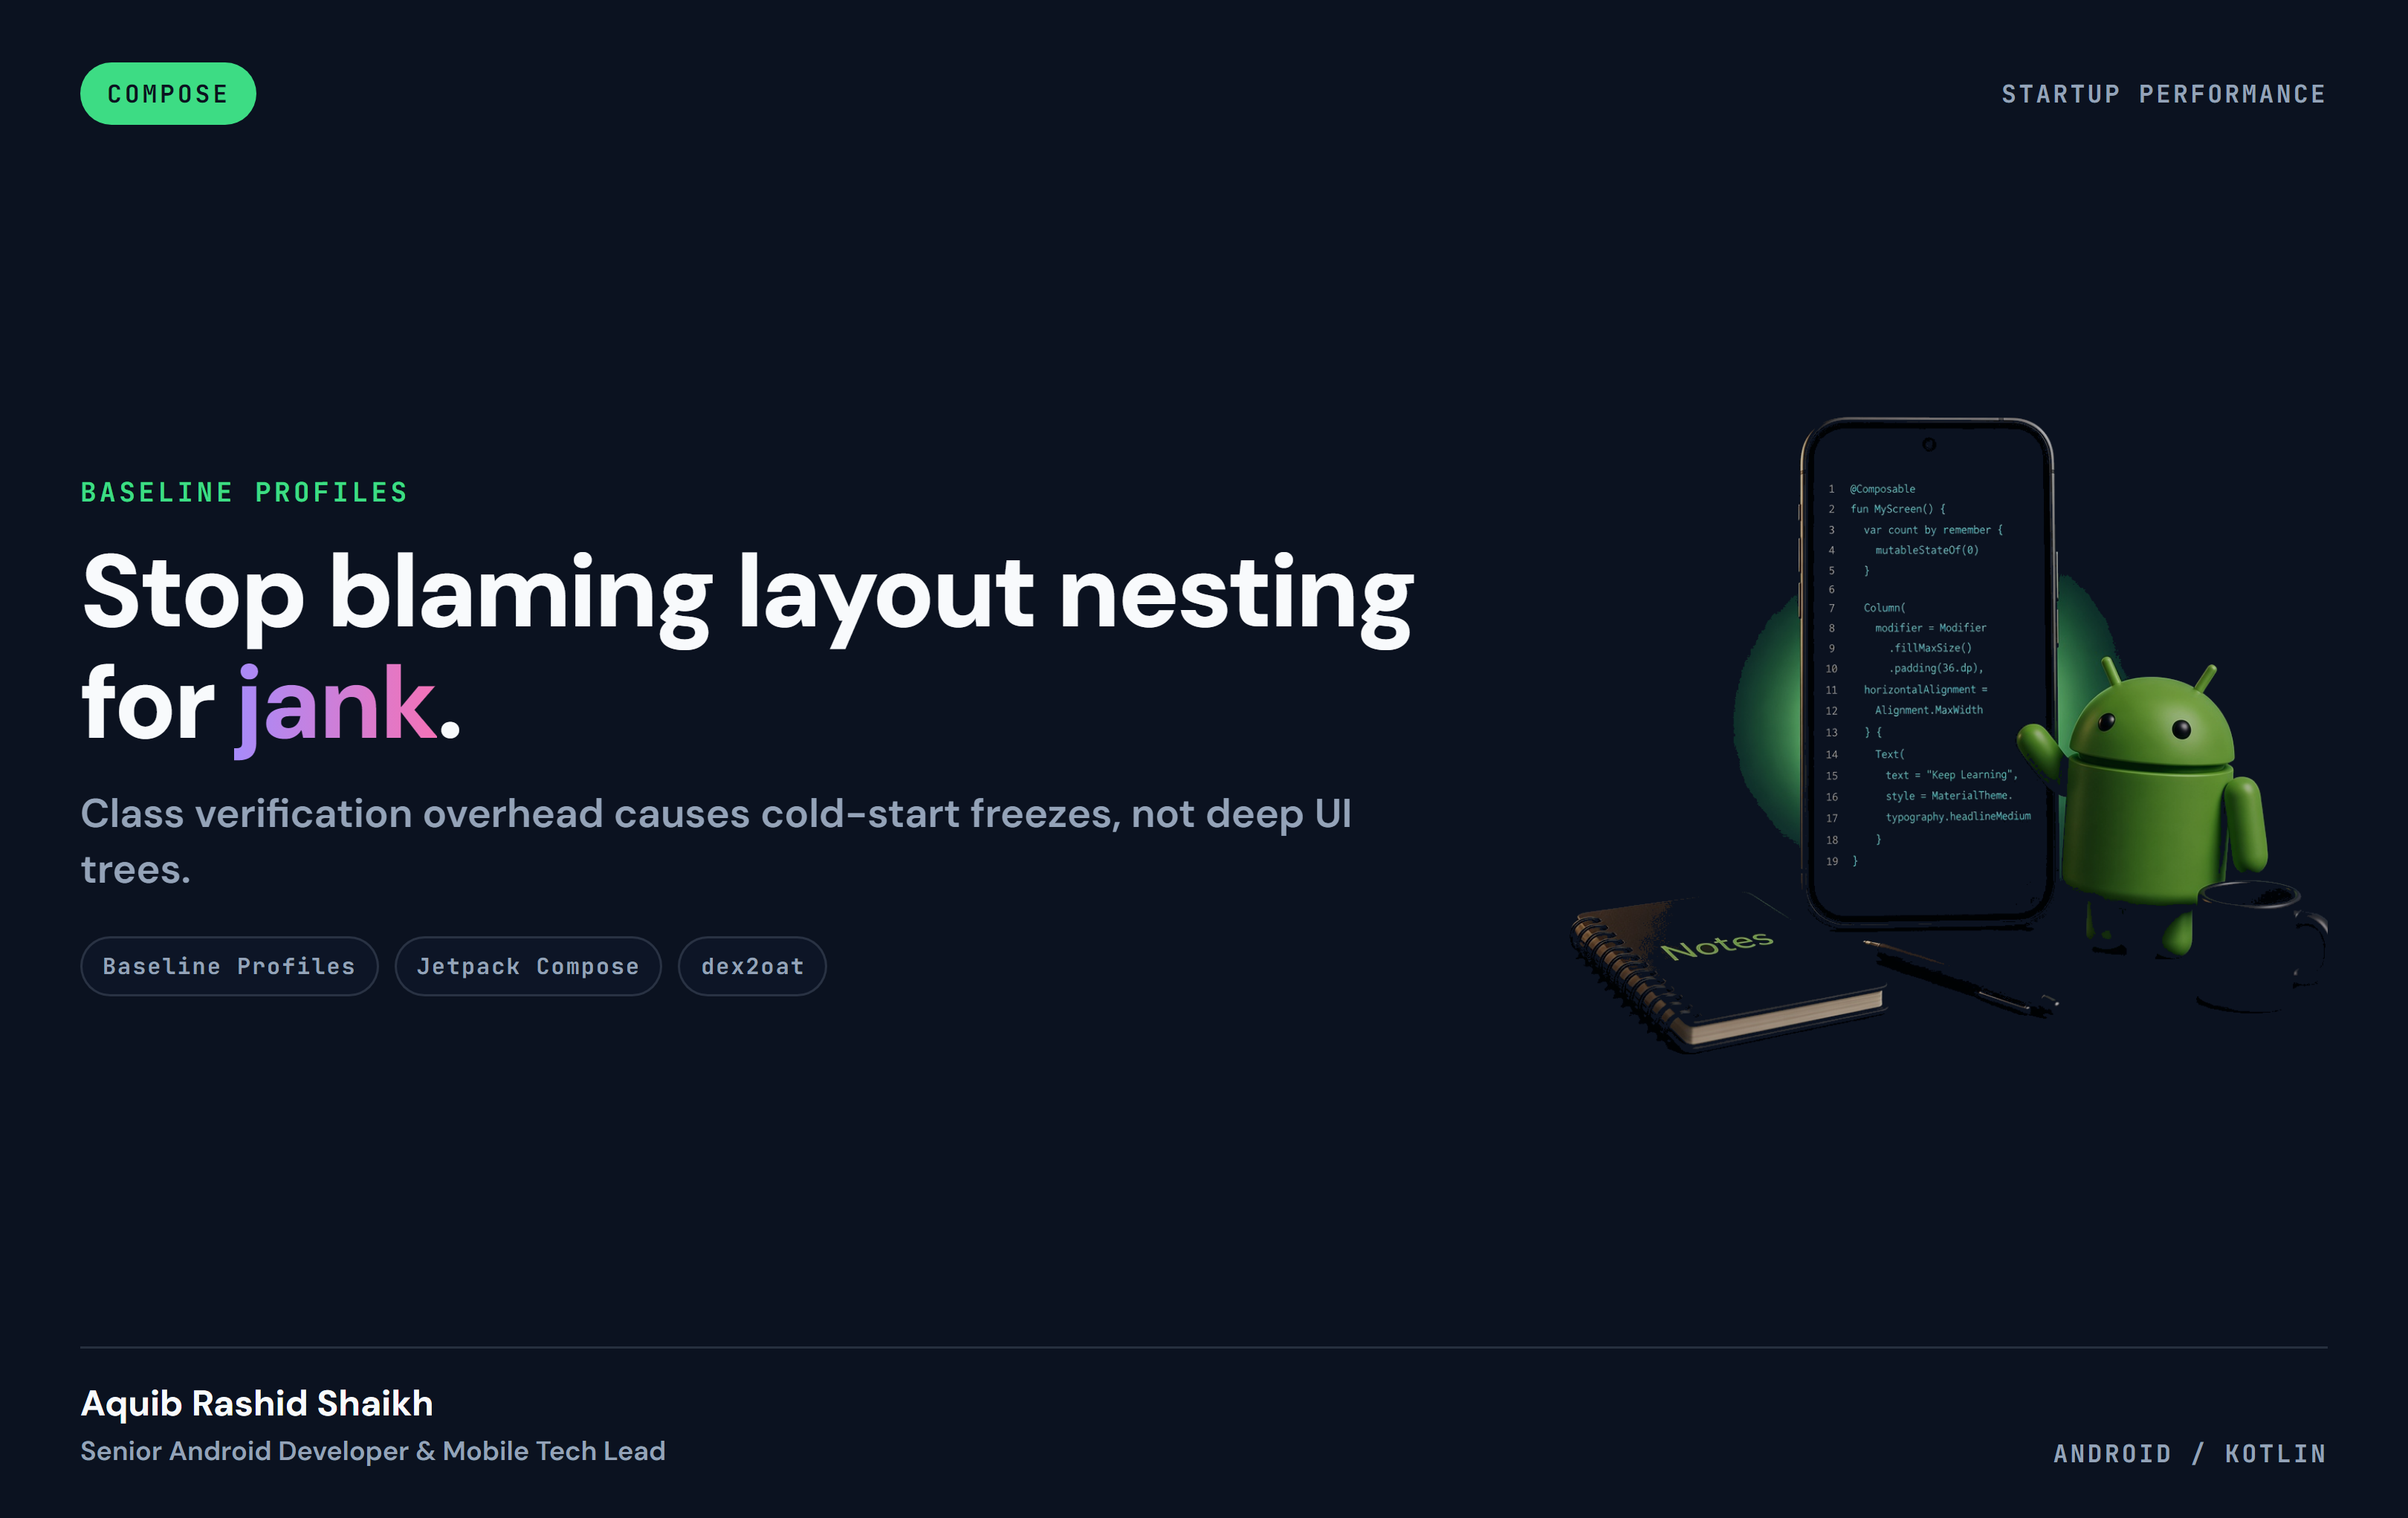 COMPOSE
STARTUP PERFORMANCE
BASELINE PROFILES
Stop blaming layout nesting
for jank.
Class verification overhead causes cold-start freezes, not deep UI
trees.
Baseline Profiles
Jetpack Compose
dex2oat
1 @Composable
2 fun MyScreen() {
3 var count by remember {
4 mutableStateOf(0)
5 }
6
7 Column(
8 modifier = Modifier
9 .fillMaxSize()
10 .padding(36.dp),
11 horizontalAlignment =
12 Alignment.MaxWidth
13 } {
14 Text(
15 text = "Keep Learning",
16 style = MaterialTheme.
17 typography.headlineMedium
18 }
19 }
Notes
Aquib Rashid Shaikh
Senior Android Developer & Mobile Tech Lead
ANDROID / KOTLIN